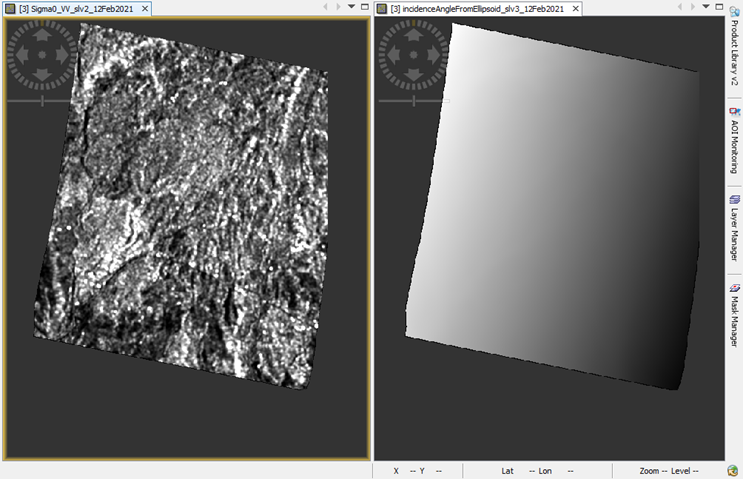 [3] Sigma0_VV_slv2_12Feb2021
[3] incidenceAngleFromEllipsoid_slv3_12Feb2021
Product Library v2
AOI Monitoring
Layer Manager
Mask Manager
X -- Y -- Lat -- Lon -- Zoom -- Level --